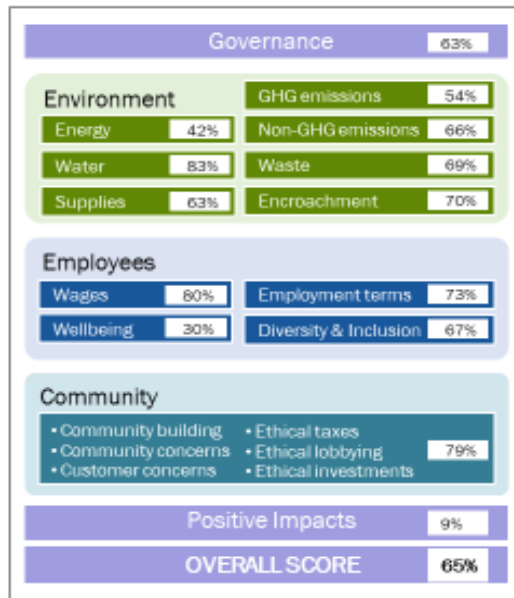 Governance 63%
Environment
Energy 42%
Water 83%
Supplies 63%
GHG emissions 54%
Non-GHG emissions 66%
Waste 69%
Encroachment 70%
Employees
Wages 80%
Wellbeing 30%
Employment terms 73%
Diversity & Inclusion 67%
Community
• Community building
• Community concerns
• Customer concerns
• Ethical taxes
• Ethical lobbying
• Ethical investments
79%
Positive Impacts 9%
OVERALL SCORE 65%